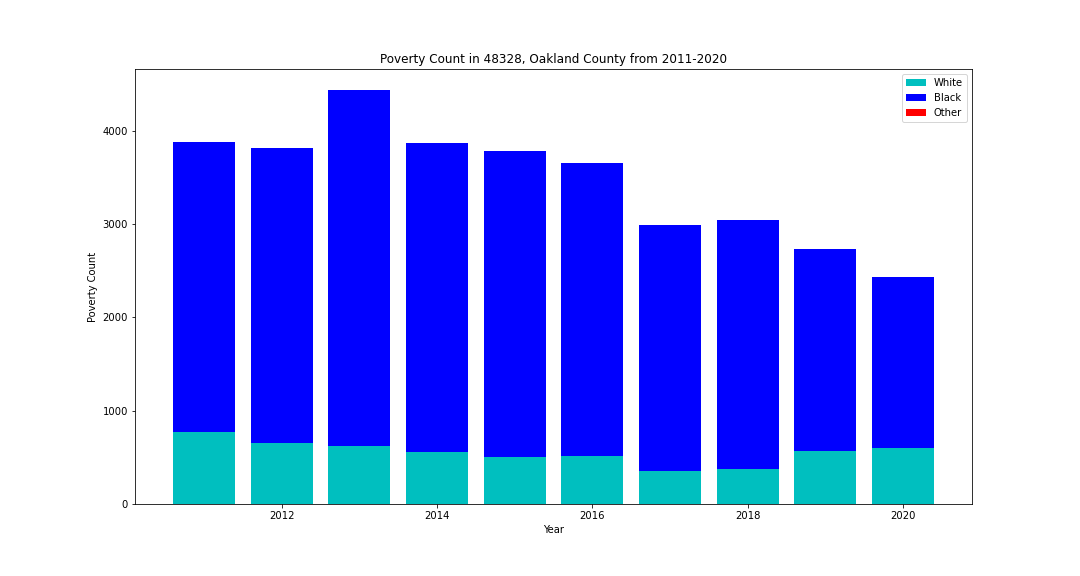 Poverty Count in 48328, Oakland County from 2011-2020
White
Black
Other
4000
3000
2000
1000
0
Poverty Count
2012
2014
2016
2018
2020
Year